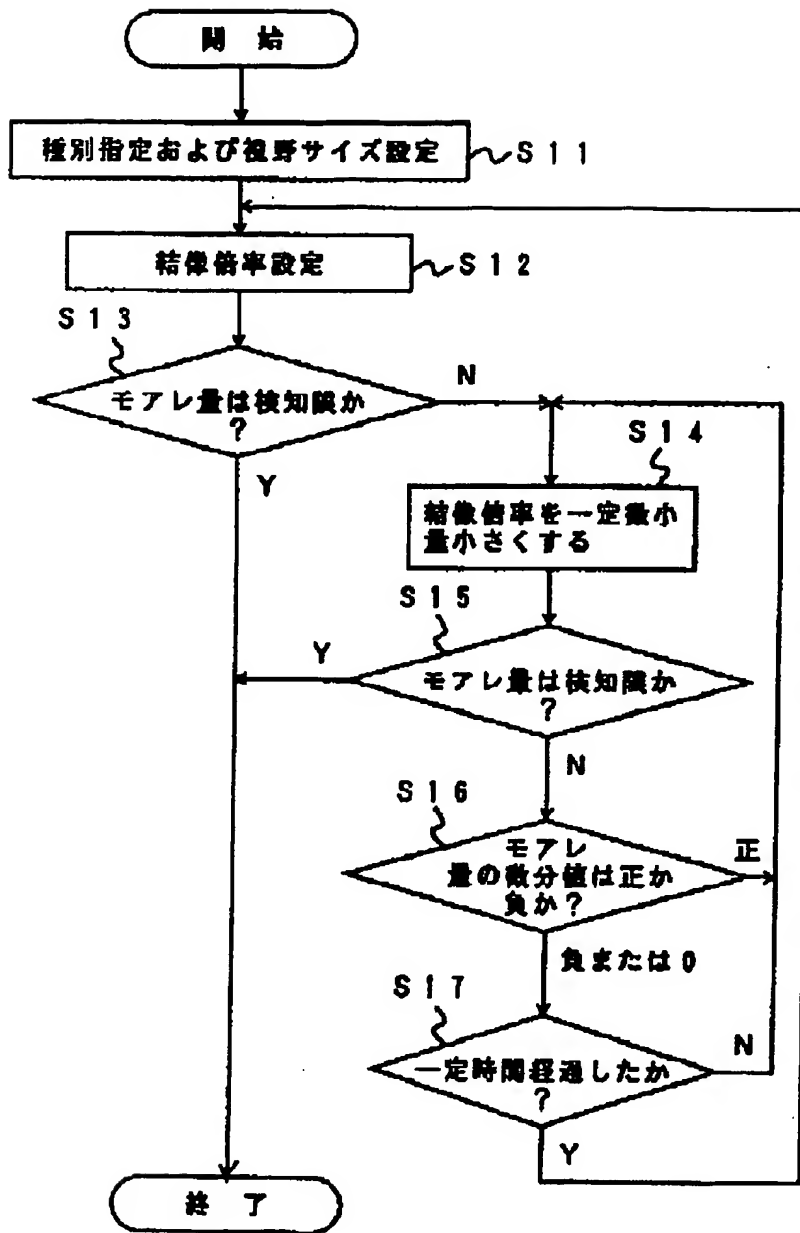 開 始
種別指定および視野サイズ設定
S11
結像倍率設定
S12
S13
モアレ量は検知限か
?
N
Y
S14
結像倍率を一定微小
量小さくする
S15
モアレ量は検知限か
?
Y
N
S16
モアレ
量の微分値は正か
負か?
正
負または0
S17
一定時間経過したか
?
N
Y
終 了